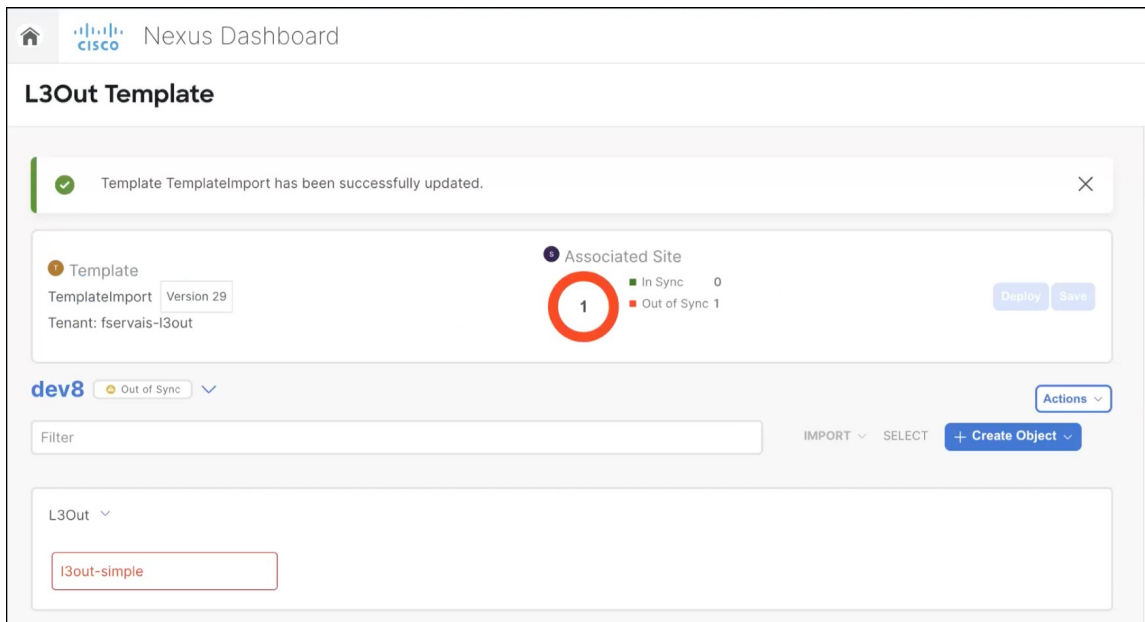 CISCO Nexus Dashboard
L3Out Template
Template TemplateImport has been successfully updated.
T Template
TemplateImport Version 29
Tenant: fservais-l3out
S Associated Site
1
In Sync 0
Out of Sync 1
Deploy Save
dev8 Out of Sync
Actions
Filter
IMPORT SELECT + Create Object
L3Out
l3out-simple